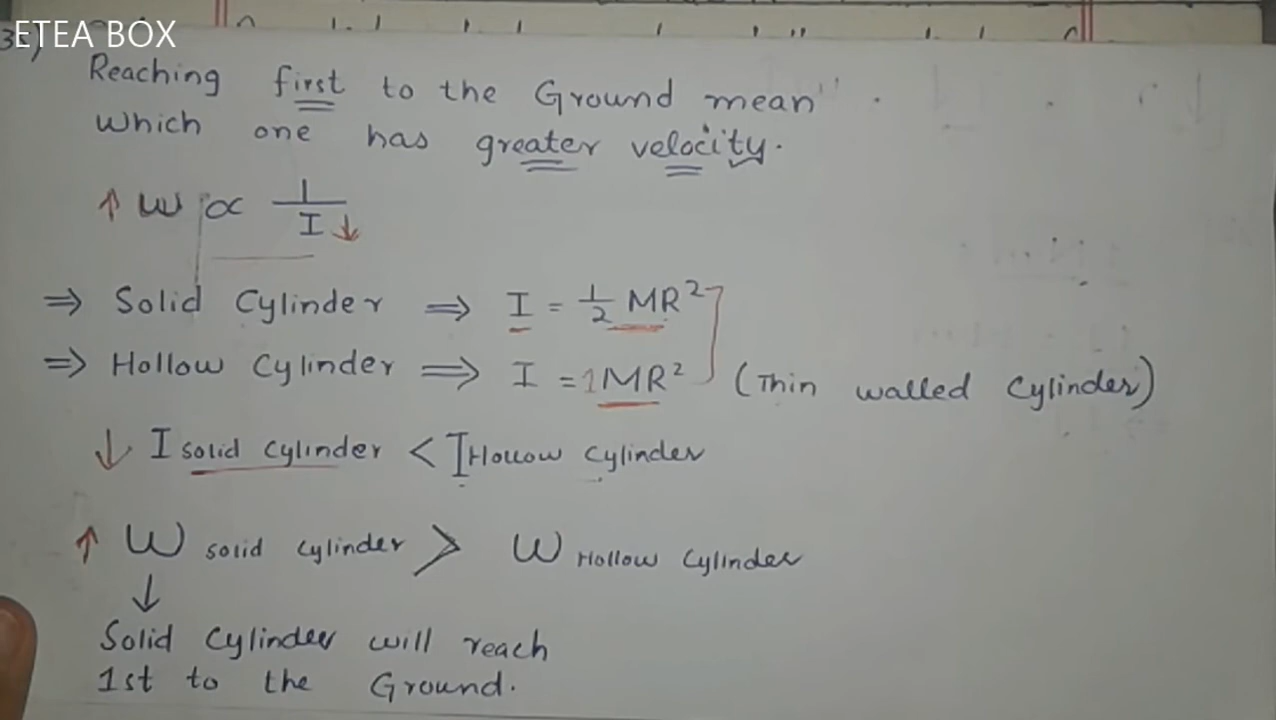 ETEA BOX
Reaching first to the Ground mean
which one has greater velocity.
↑ W ∝ 1/I ↓
⇒ Solid Cylinder ⇒ I = 1/2 MR²
⇒ Hollow Cylinder ⇒ I = 1MR² (Thin walled Cylinder)
↓ I solid cylinder < I Hollow cylinder
↑ W solid cylinder > W Hollow cylinder
↓
Solid Cylinder will reach
1st to the Ground.